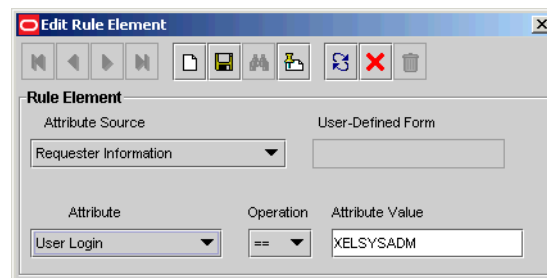 Edit Rule Element
Rule Element
Attribute Source User-Defined Form
Requester Information
Attribute Operation Attribute Value
User Login == XELSYSADM